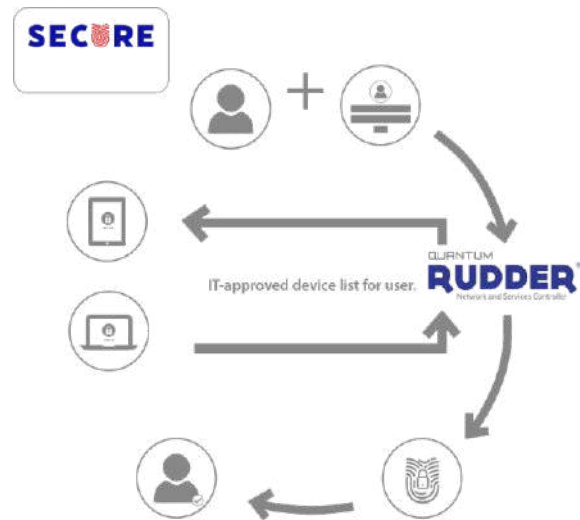 SECURE
QUANTUM
RUDDER®
Network and Services Controller
IT-approved device list for user.